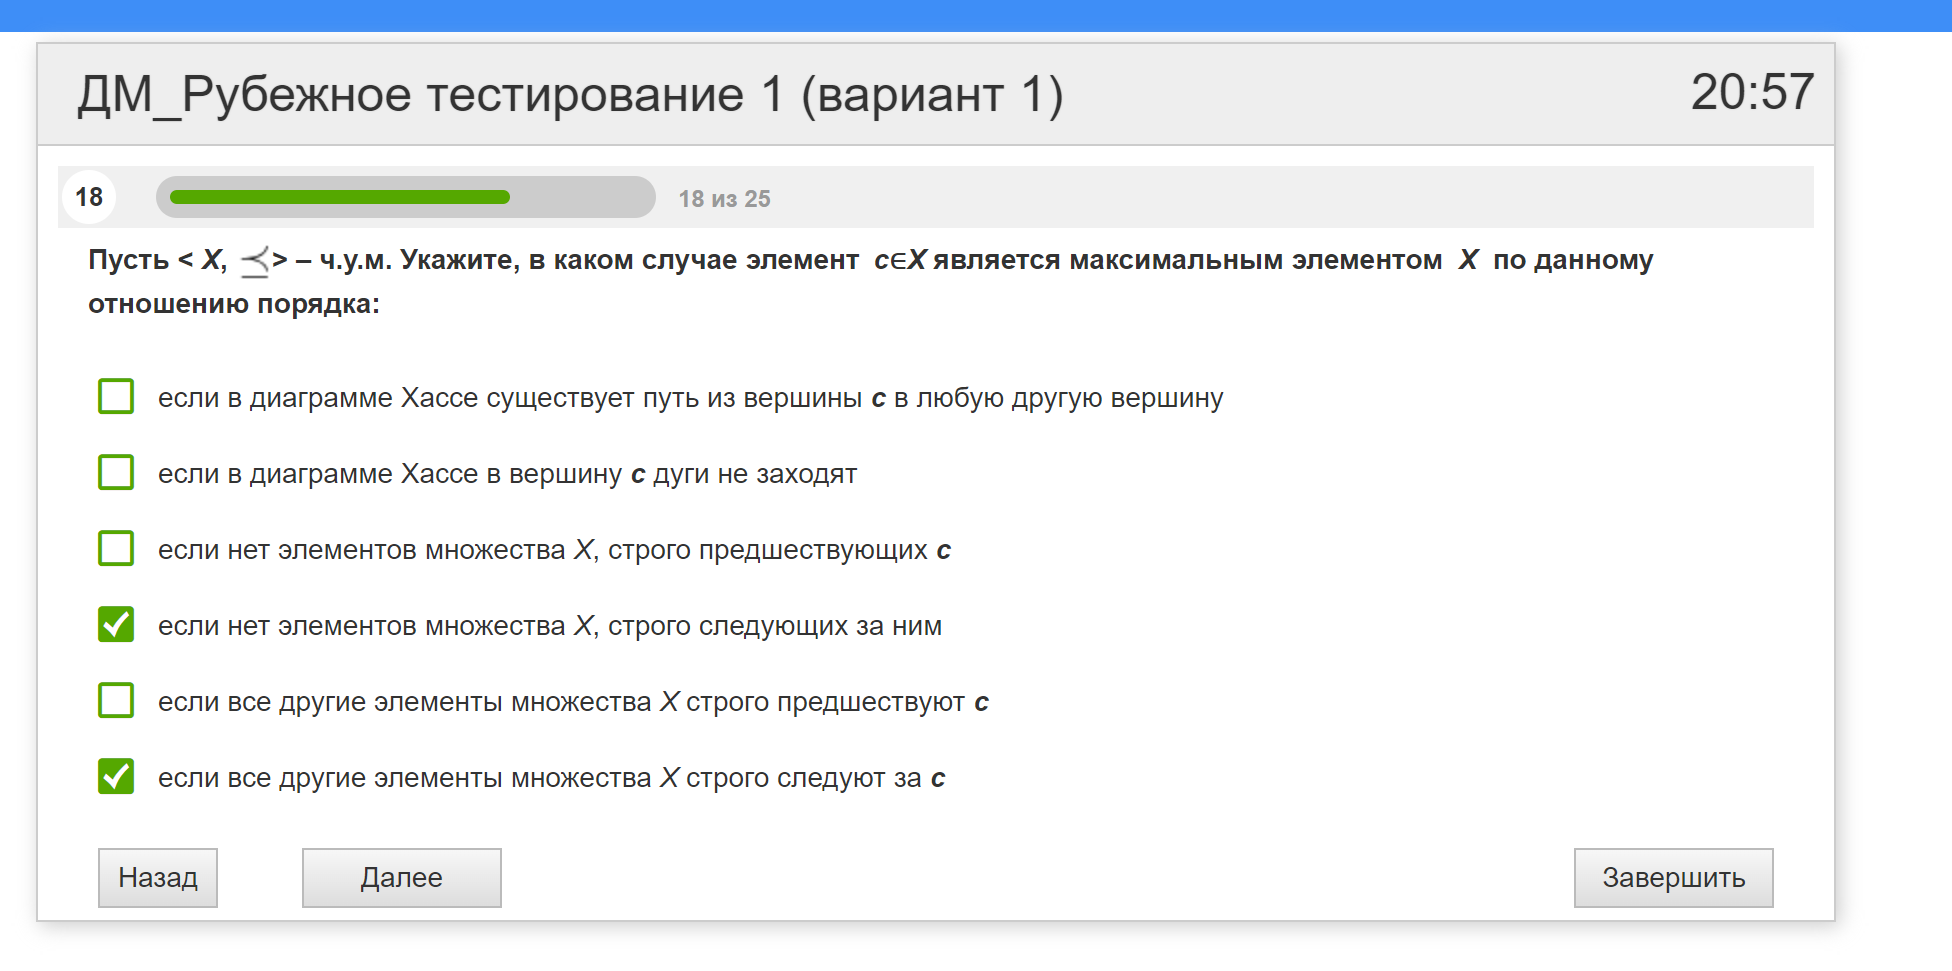 ДМ_Рубежное тестирование 1 (вариант 1)
20:57
18
18 из 25
Пусть < X, ⪯> – ч.у.м. Укажите, в каком случае элемент c∈X является максимальным элементом X по данному
отношению порядка:
если в диаграмме Хассе существует путь из вершины c в любую другую вершину
если в диаграмме Хассе в вершину c дуги не заходят
если нет элементов множества X, строго предшествующих c
если нет элементов множества X, строго следующих за ним
если все другие элементы множества X строго предшествуют c
если все другие элементы множества X строго следуют за c
Назад
Далее
Завершить